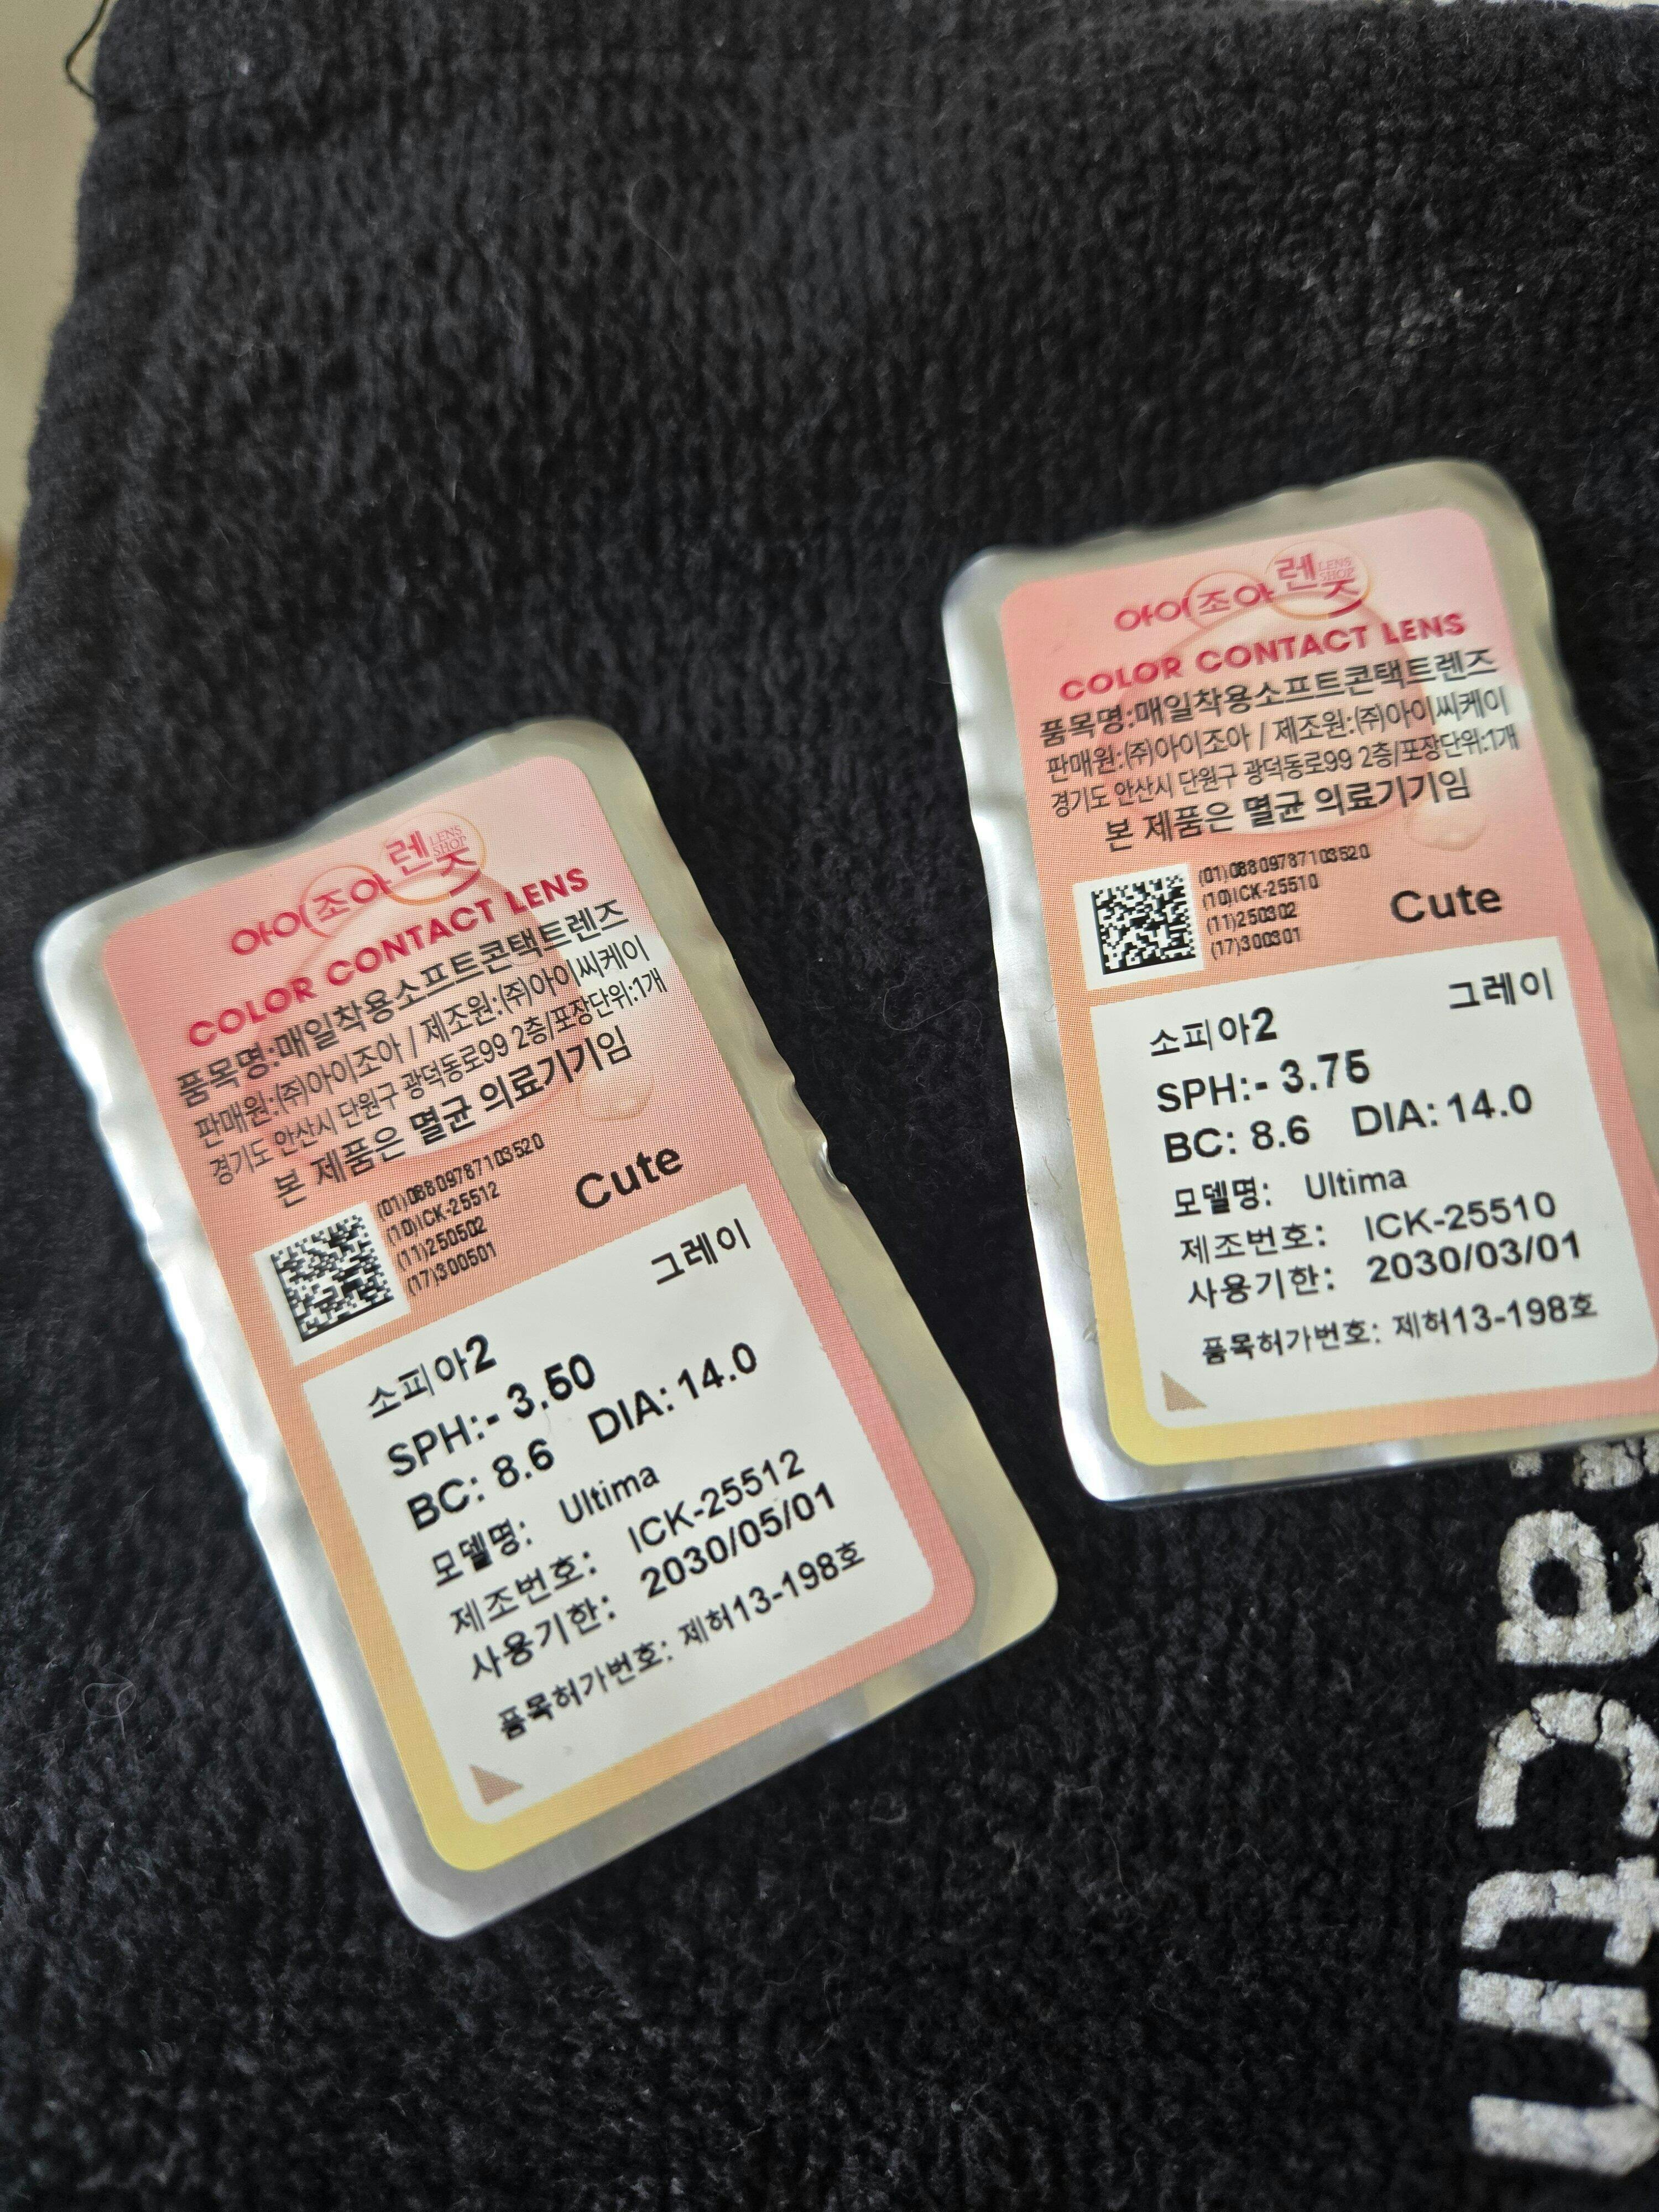 아이조아렌즈
LENS SHOP
COLOR CONTACT LENS
품목명:매일착용소프트콘택트렌즈
판매원:(주)아이조아 / 제조원:(주)아이씨케이
경기도 안산시 단원구 광덕동로99 2층/포장단위:1개
본 제품은 멸균 의료기기임
(01)08809787103520
(10)ICK-25512
(11)250502
(17)300501
Cute
그레이
소피아2
SPH:- 3.50
BC: 8.6 DIA: 14.0
모델명: Ultima
제조번호: ICK-25512
사용기한: 2030/05/01
품목허가번호: 제허13-198호
아이조아렌즈
LENS SHOP
COLOR CONTACT LENS
품목명:매일착용소프트콘택트렌즈
판매원:(주)아이조아 / 제조원:(주)아이씨케이
경기도 안산시 단원구 광덕동로99 2층/포장단위:1개
본 제품은 멸균 의료기기임
(01)08809787103520
(10)ICK-25510
(11)250302
(17)300301
Cute
그레이
소피아2
SPH:- 3.75
BC: 8.6 DIA: 14.0
모델명: Ultima
제조번호: ICK-25510
사용기한: 2030/03/01
품목허가번호: 제허13-198호